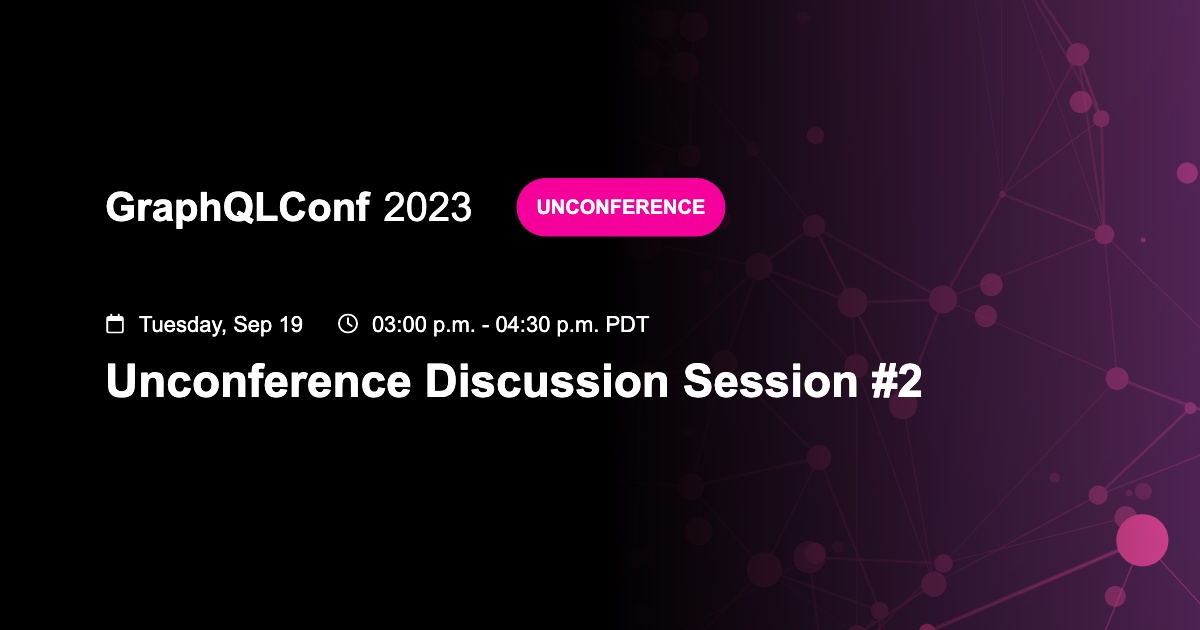 GraphQLConf 2023
UNCONFERENCE
Tuesday, Sep 19
03:00 p.m. - 04:30 p.m. PDT
Unconference Discussion Session #2